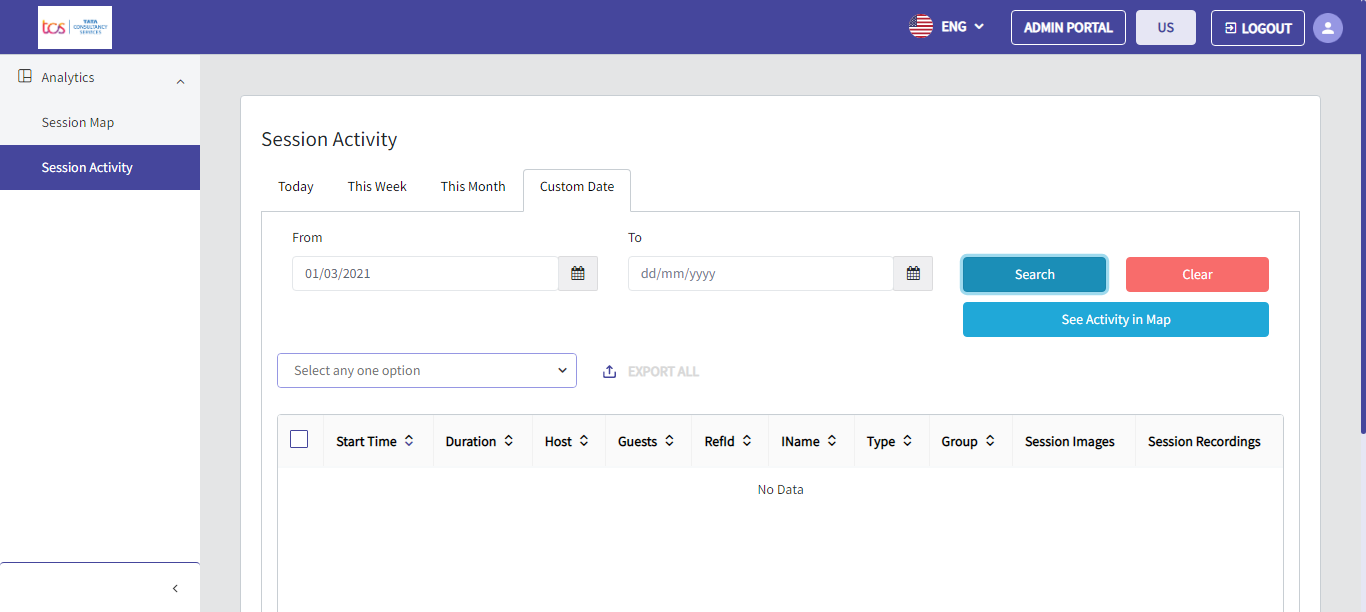 tcs TATA CONSULTANCY SERVICES
ENG ADMIN PORTAL US LOGOUT
Analytics
Session Map
Session Activity
Session Activity
Today This Week This Month Custom Date
From To
01/03/2021 dd/mm/yyyy Search Clear
See Activity in Map
Select any one option EXPORT ALL
Start Time Duration Host Guests RefId IName Type Group Session Images Session Recordings
No Data